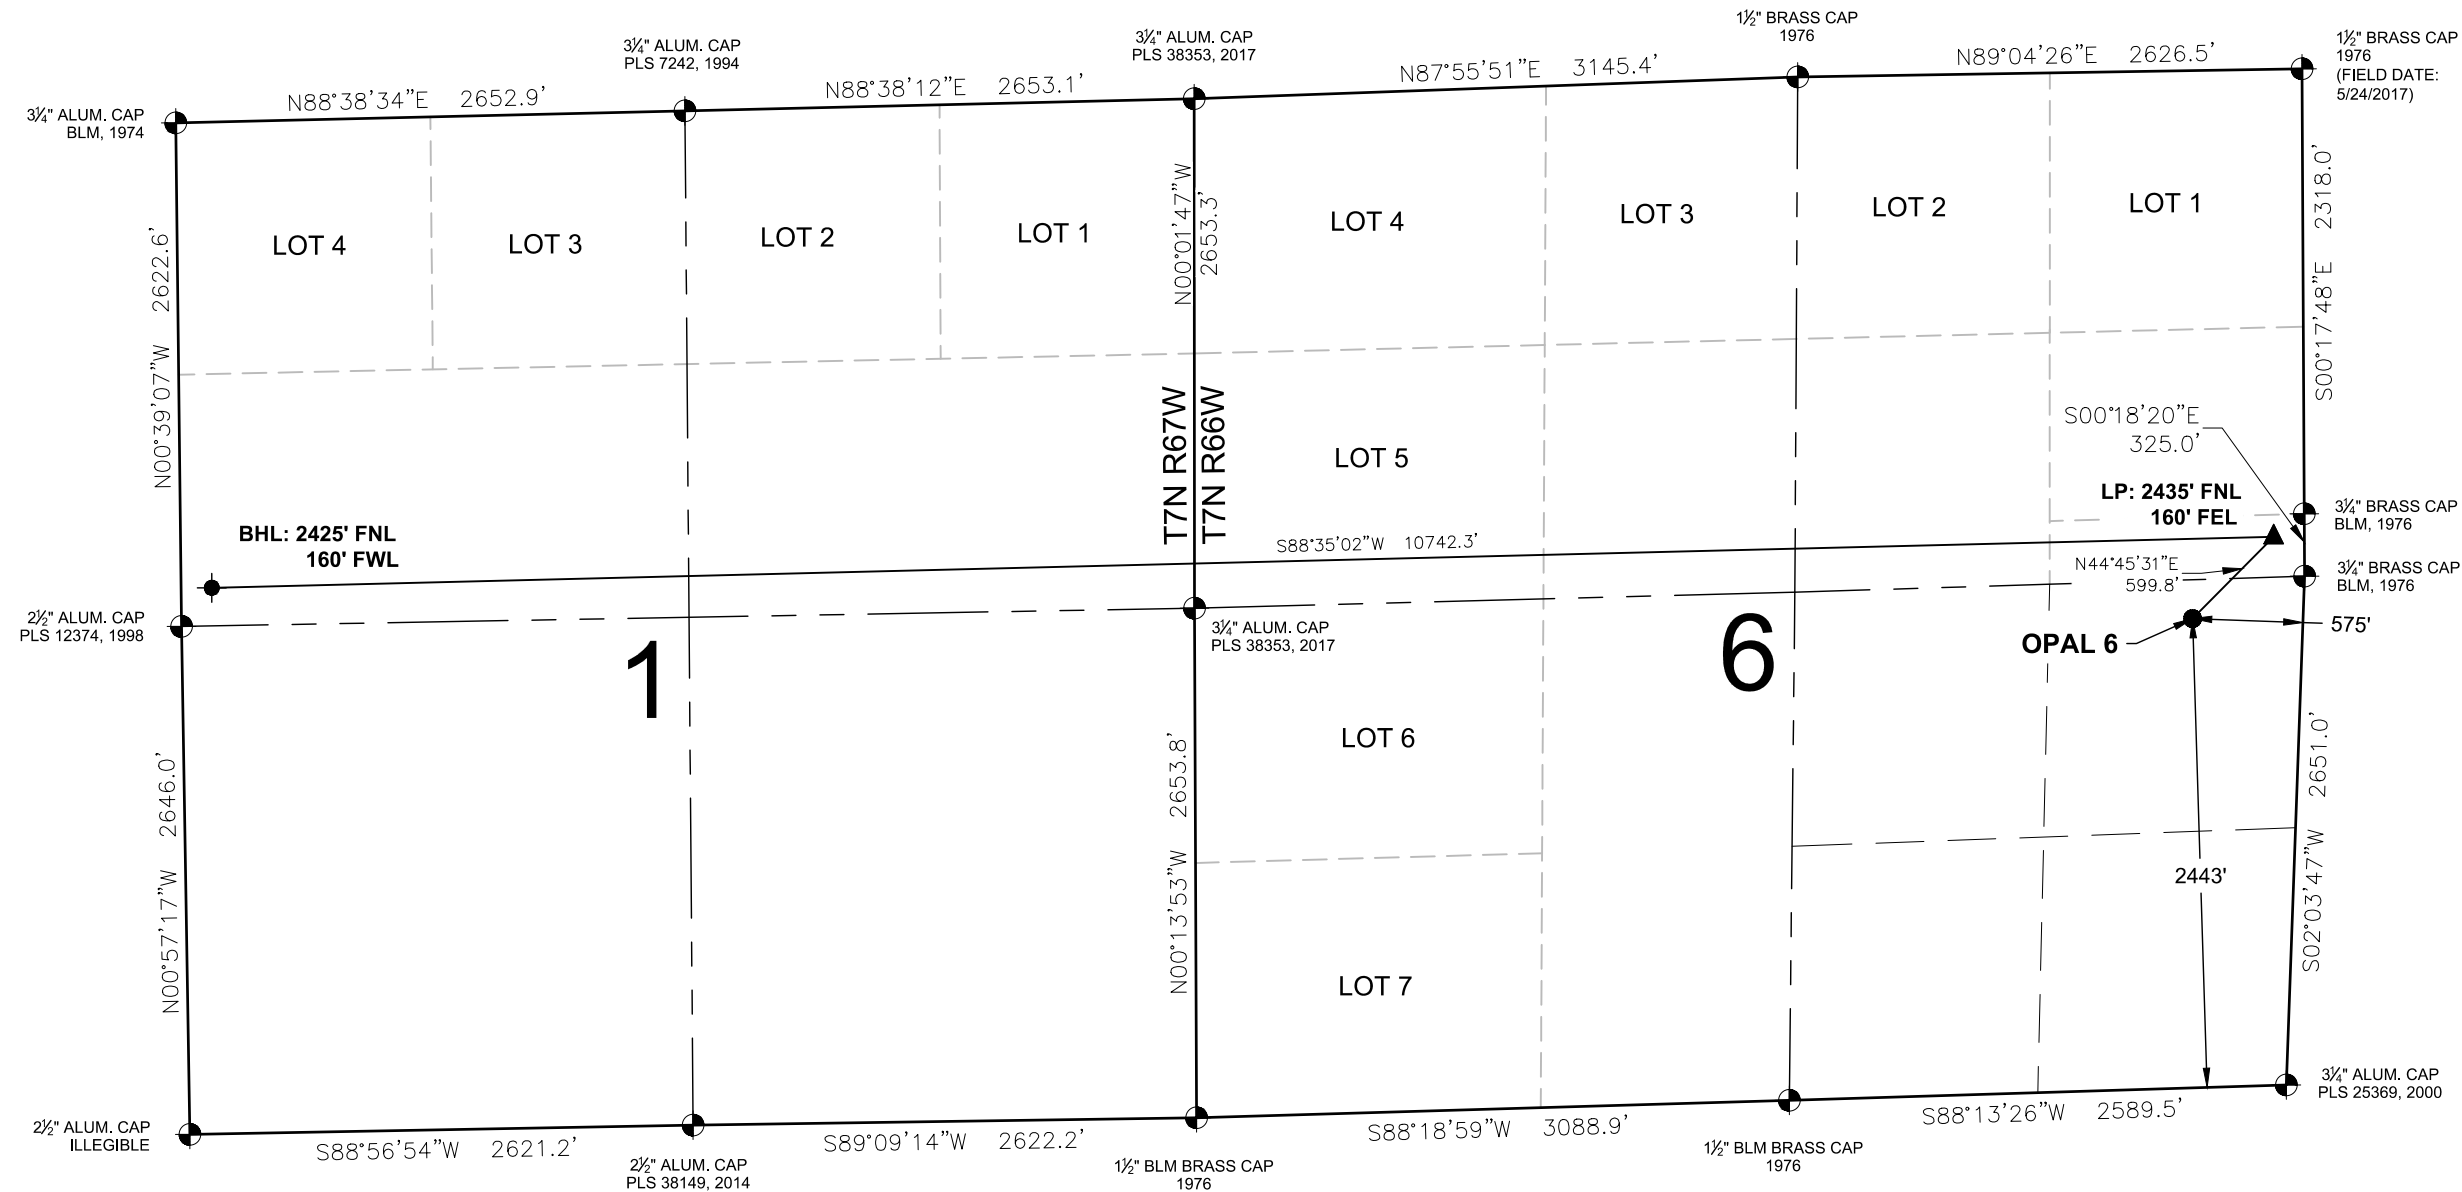 1½" BRASS CAP
1976
3¼" ALUM. CAP
PLS 38353, 2017
3¼" ALUM. CAP
PLS 7242, 1994
1½" BRASS CAP
1976
(FIELD DATE:
5/24/2017)
N88°38'34"E 2652.9'
N88°38'12"E 2653.1'
N87°55'51"E 3145.4'
N89°04'26"E 2626.5'
3¼" ALUM. CAP
BLM, 1974
LOT 4
LOT 3
LOT 2
LOT 1
LOT 4
LOT 3
LOT 2
LOT 1
N00°39'07"W 2622.6'
N00°01'47"W
2653.3'
S00°17'48"E 2318.0'
T7N R67W
T7N R66W
LOT 5
S00°18'20"E
325.0'
LP: 2435' FNL
160' FEL
3¼" BRASS CAP
BLM, 1976
BHL: 2425' FNL
160' FWL
S88°35'02"W 10742.3'
N44°45'31"E
599.8'
3¼" BRASS CAP
BLM, 1976
2½" ALUM. CAP
PLS 12374, 1998
3¼" ALUM. CAP
PLS 38353, 2017
575'
OPAL 6
1
6
LOT 6
N00°57'17"W 2646.0'
N00°13'53"W 2653.8'
S02°03'47"W 2651.0'
2443'
LOT 7
3¼" ALUM. CAP
PLS 25369, 2000
2½" ALUM. CAP
ILLEGIBLE
S88°56'54"W 2621.2'
S89°09'14"W 2622.2'
S88°18'59"W 3088.9'
S88°13'26"W 2589.5'
2½" ALUM. CAP
PLS 38149, 2014
1½" BLM BRASS CAP
1976
1½" BLM BRASS CAP
1976